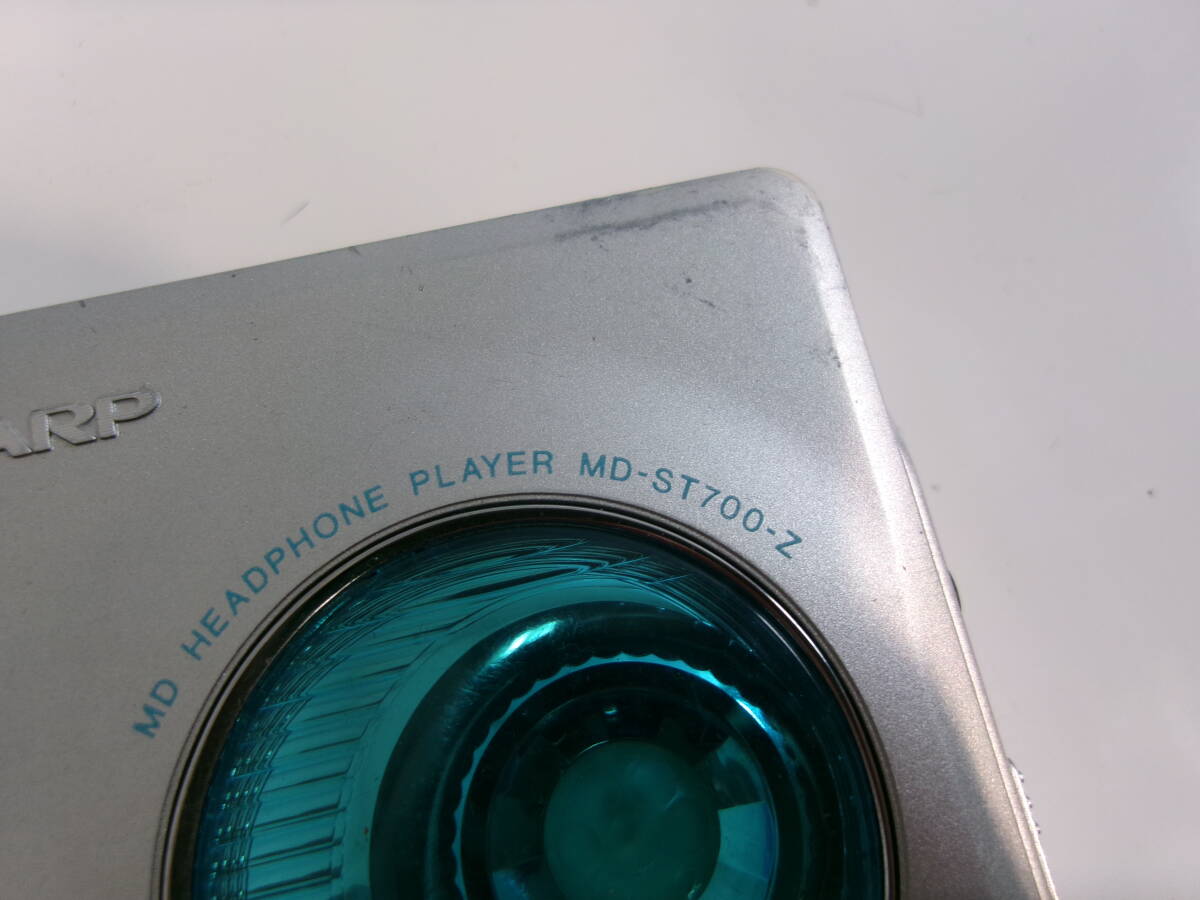 ARP
MD HEADPHONE PLAYER MD-ST700-Z